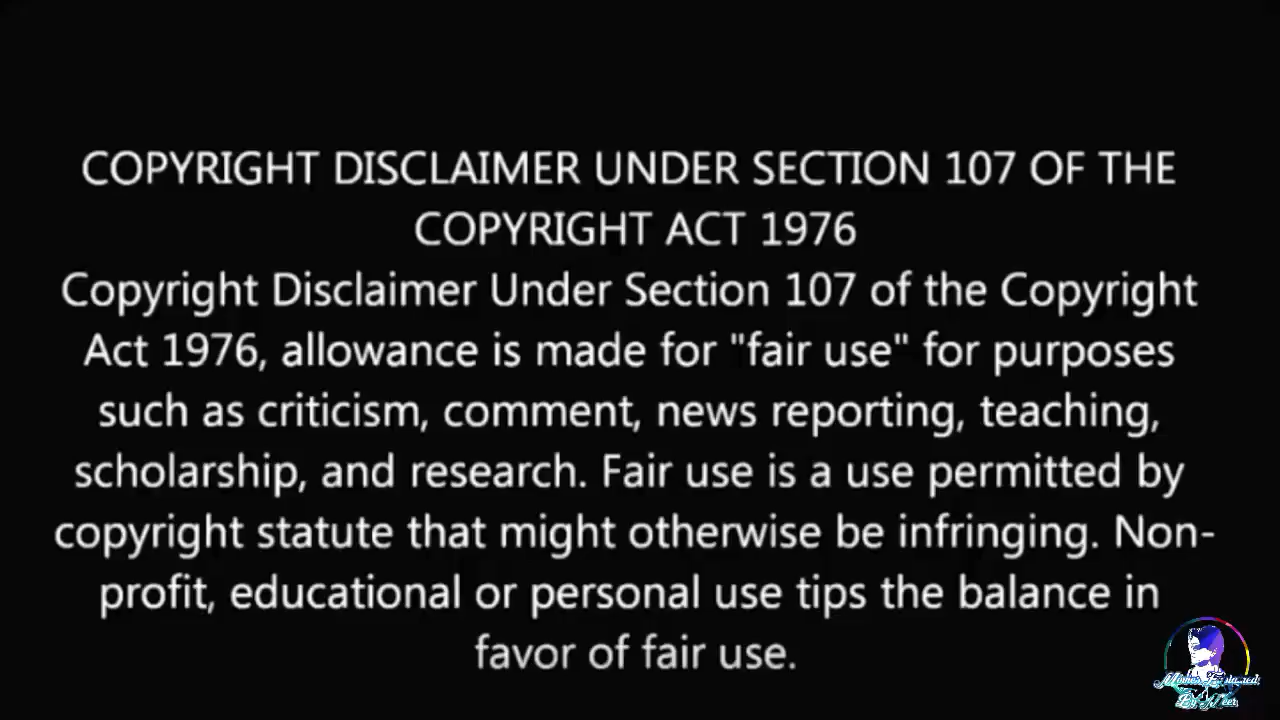 COPYRIGHT DISCLAIMER UNDER SECTION 107 OF THE
COPYRIGHT ACT 1976
Copyright Disclaimer Under Section 107 of the Copyright
Act 1976, allowance is made for "fair use" for purposes
such as criticism, comment, news reporting, teaching,
scholarship, and research. Fair use is a use permitted by
copyright statute that might otherwise be infringing. Non-
profit, educational or personal use tips the balance in
favor of fair use.
By